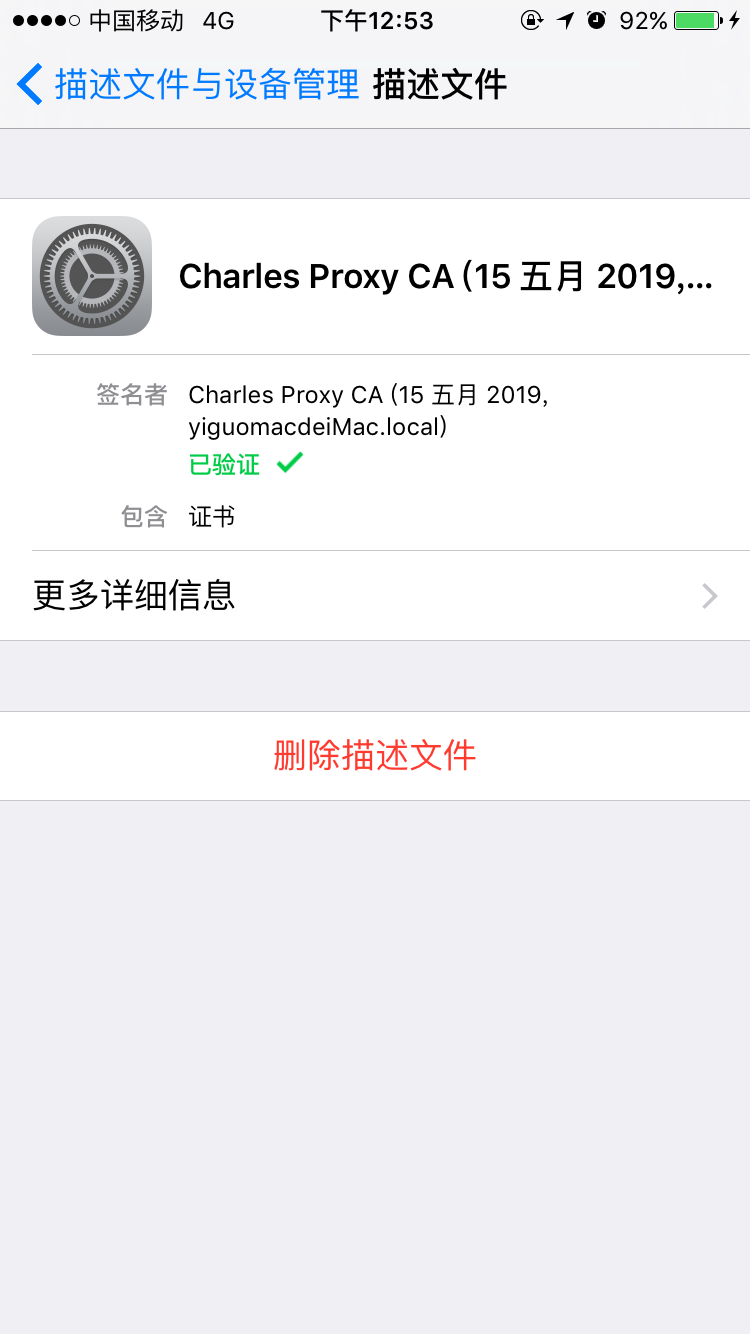 中国移动 4G 下午12:53 92%
描述文件与设备管理 描述文件
Charles Proxy CA (15 五月 2019,...
签名者 Charles Proxy CA (15 五月 2019,
yiguomacdeiMac.local)
已验证
包含 证书
更多详细信息
删除描述文件